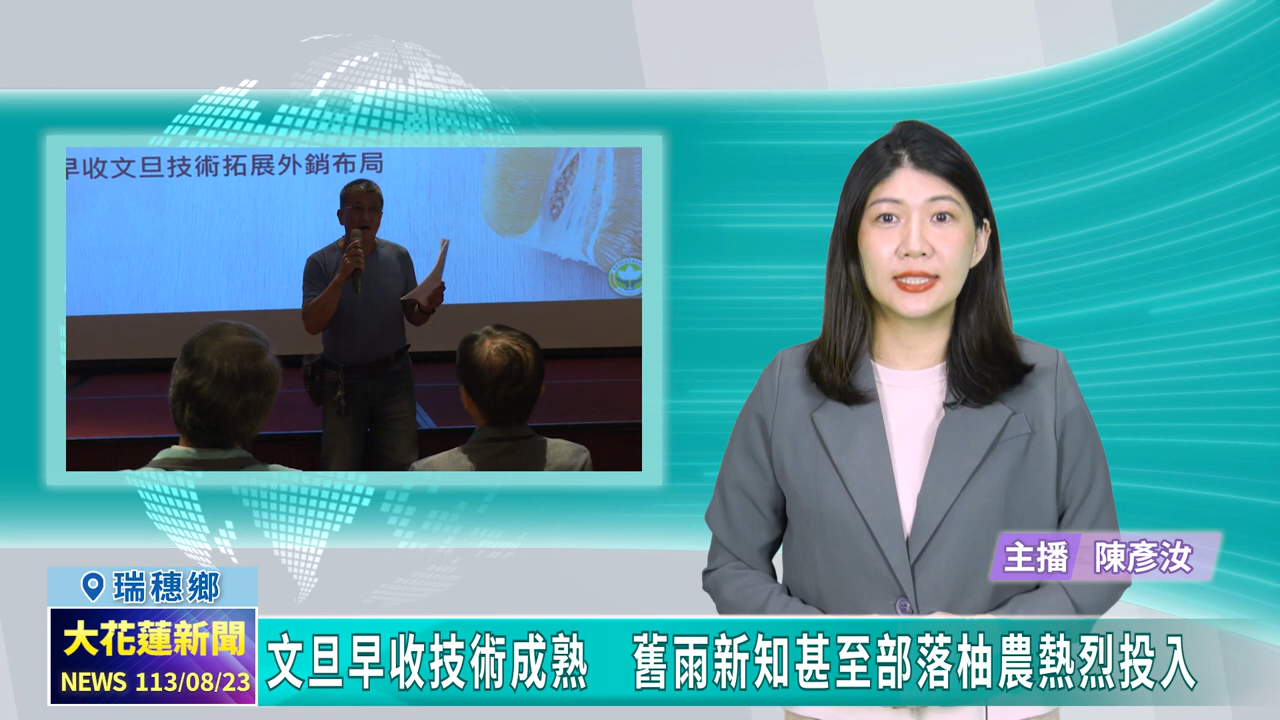 早收文旦技術拓展外銷布局
主播 陳彥汝
瑞穗鄉
大花蓮新聞
NEWS 113/08/23
文旦早收技術成熟 舊雨新知甚至部落柚農熱烈投入